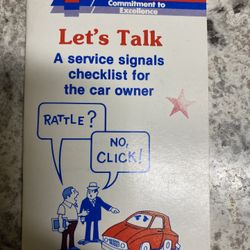 Commitment to
Excellence
Let's Talk
A service signals
checklist for
the car owner
RATTLE?
NO,
CLICK!